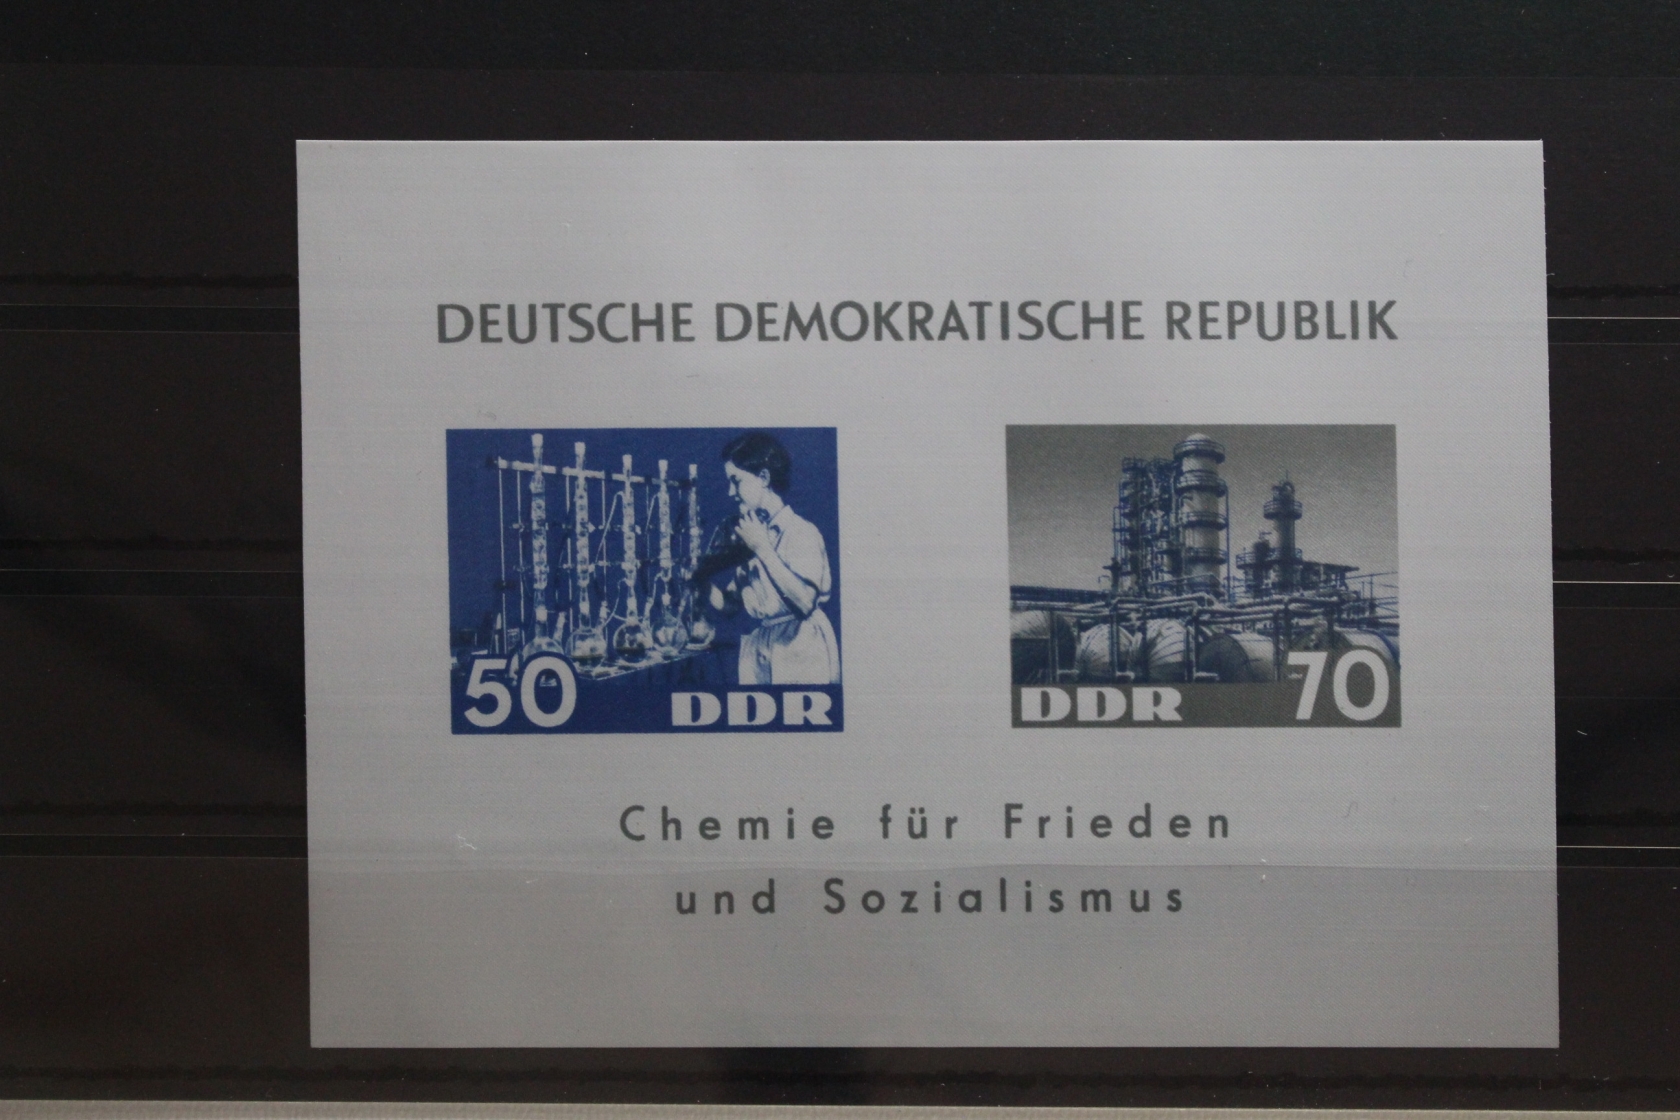 DEUTSCHE DEMOKRATISCHE REPUBLIK
50 DDR
DDR 70
Chemie für Frieden
und Sozialismus